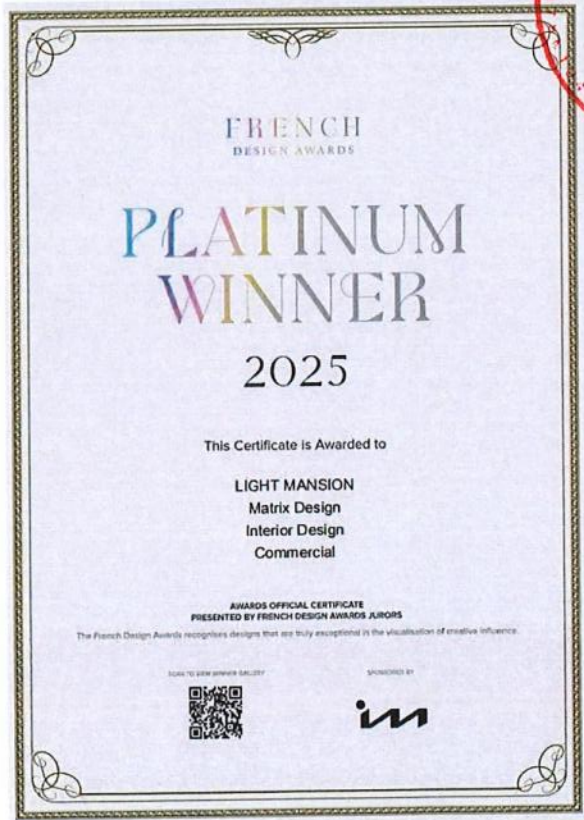 FRENCH
DESIGN AWARDS
PLATINUM
WINNER
2025
This Certificate is Awarded to
LIGHT MANSION
Matrix Design
Interior Design
Commercial
AWARDS OFFICIAL CERTIFICATE
PRESENTED BY FRENCH DESIGN AWARDS JURORS
The French Design Awards recognises designs that are truly exceptional in the visualisation of creative influence.
SCAN TO VIEW WINNER GALLERY
SPONSORED BY
im